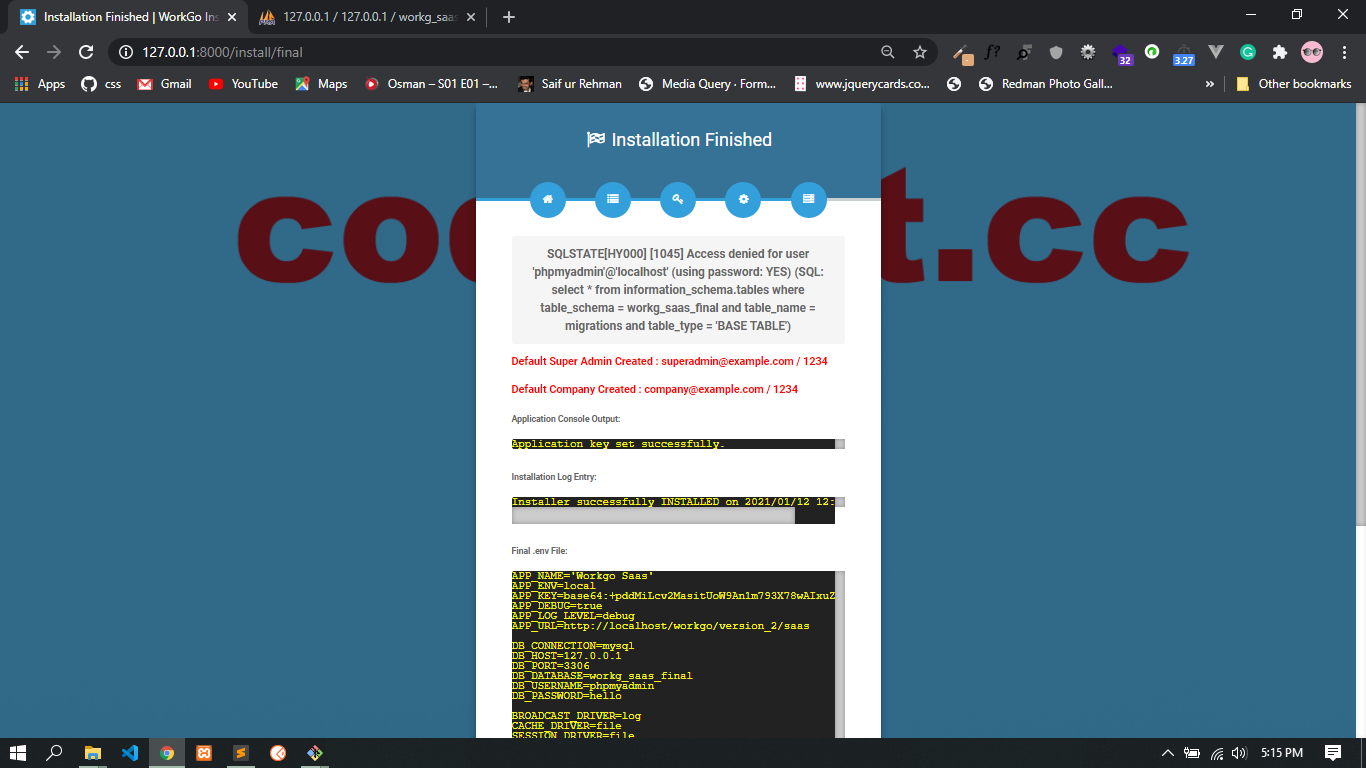 Installation Finished | WorkGo Ins
127.0.0.1 / 127.0.0.1 / workg_saas
127.0.0.1:8000/install/final
f?
32
3.27
Apps
css
Gmail
YouTube
Maps
Osman – S01 E01 –...
Saif ur Rehman
Media Query · Form...
www.jquerycards.co...
Redman Photo Gall...
»
Other bookmarks
Installation Finished
co
t.cc
SQLSTATE[HY000] [1045] Access denied for user
'phpmyadmin'@'localhost' (using password: YES) (SQL:
select * from information_schema.tables where
table_schema = workg_saas_final and table_name =
migrations and table_type = 'BASE TABLE')
Default Super Admin Created : superadmin@example.com / 1234
Default Company Created : company@example.com / 1234
Application Console Output:
Application key set successfully.
Installation Log Entry:
Installer successfully INSTALLED on 2021/01/12 12:
Final .env File:
APP_NAME='Workgo Saas'
APP_ENV=local
APP_KEY=base64:+pddMiLcv2MasitUoW9An1m793X78wAIxuZ
APP_DEBUG=true
APP_LOG_LEVEL=debug
APP_URL=http://localhost/workgo/version_2/saas
DB_CONNECTION=mysql
DB_HOST=127.0.0.1
DB_PORT=3306
DB_DATABASE=workg_saas_final
DB_USERNAME=phpmyadmin
DB_PASSWORD=hello
BROADCAST_DRIVER=log
CACHE_DRIVER=file
SESSION_DRIVER=file
5:15 PM